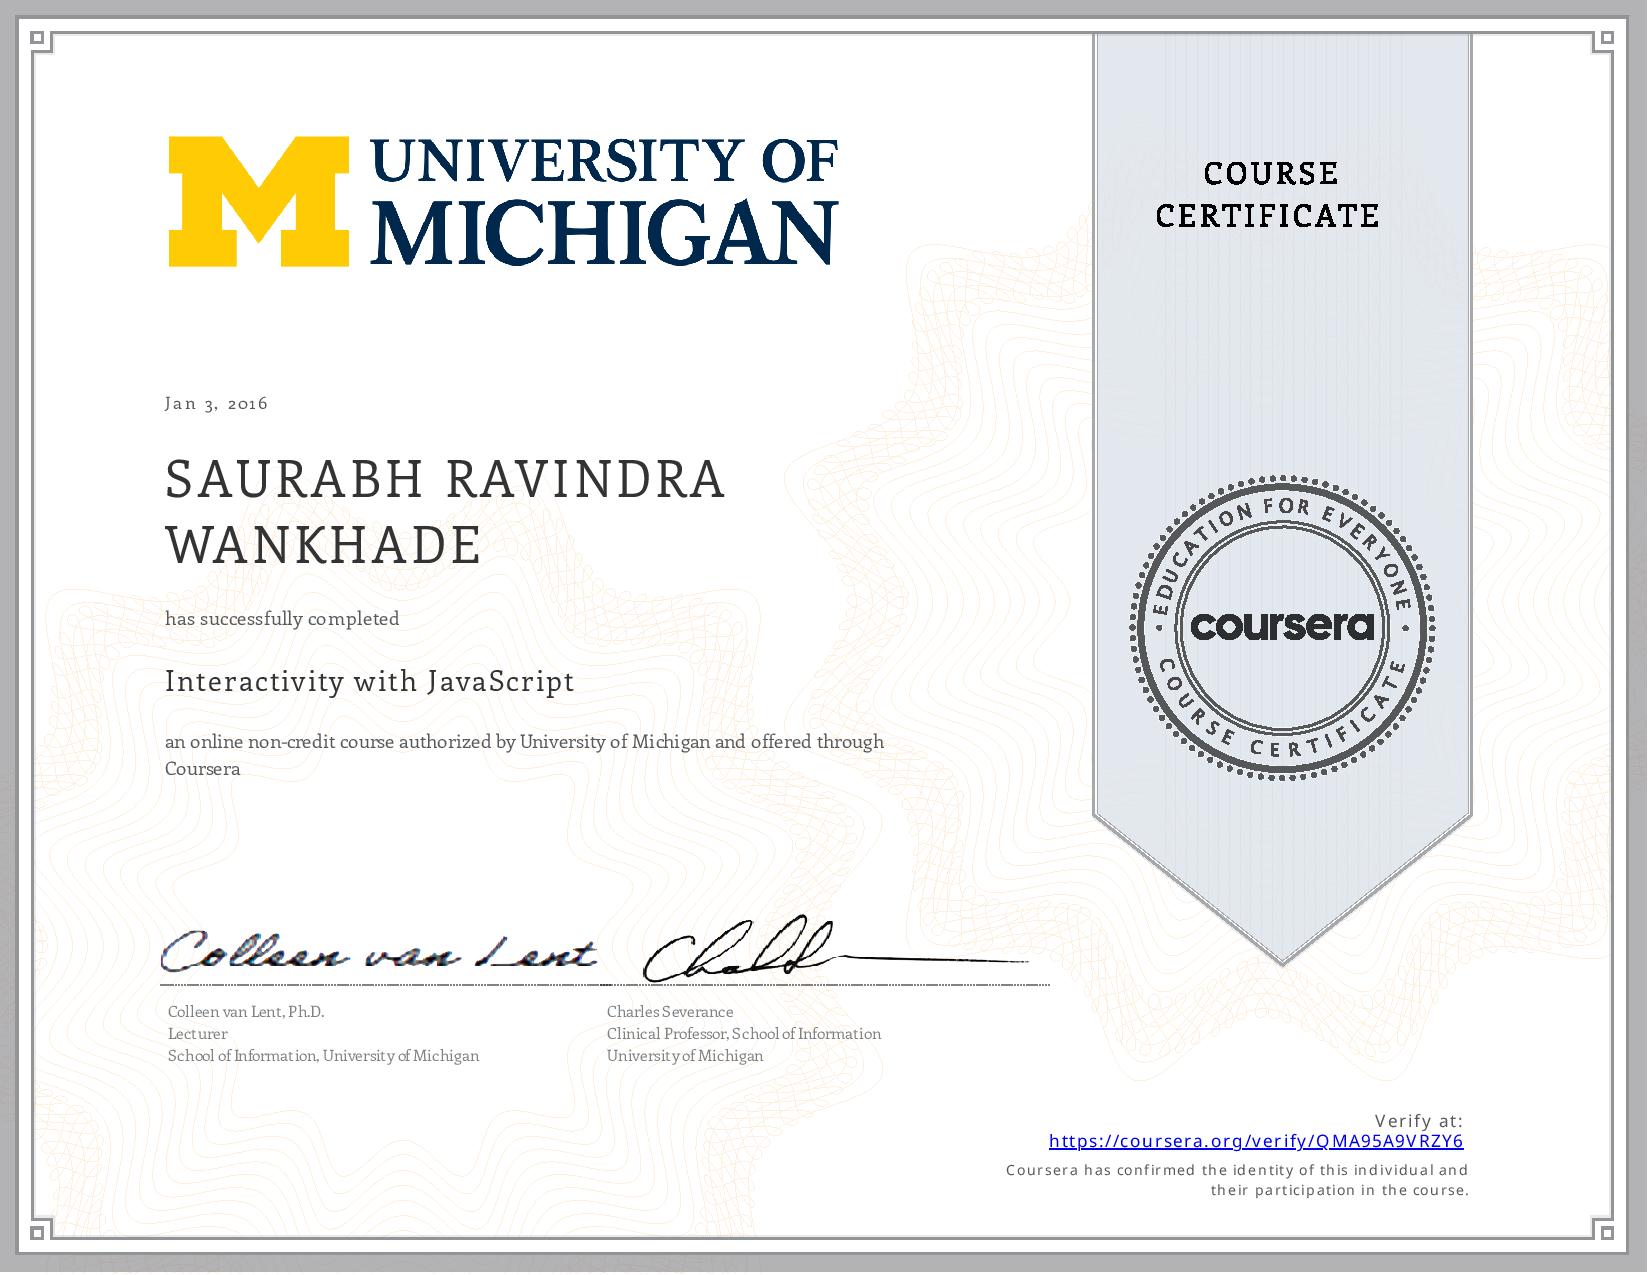 UNIVERSITY OF
MICHIGAN
COURSE
CERTIFICATE
Jan 3, 2016
SAURABH RAVINDRA
WANKHADE
has successfully completed
Interactivity with JavaScript
an online non-credit course authorized by University of Michigan and offered through
Coursera
EDUCATION FOR EVERYONE
coursera
COURSE CERTIFICATE
Colleen van Lent
Colleen van Lent, Ph.D.
Lecturer
School of Information, University of Michigan
Charles Severance
Clinical Professor, School of Information
University of Michigan
Verify at:
https://coursera.org/verify/QMA95A9VRZY6
Coursera has confirmed the identity of this individual and
their participation in the course.